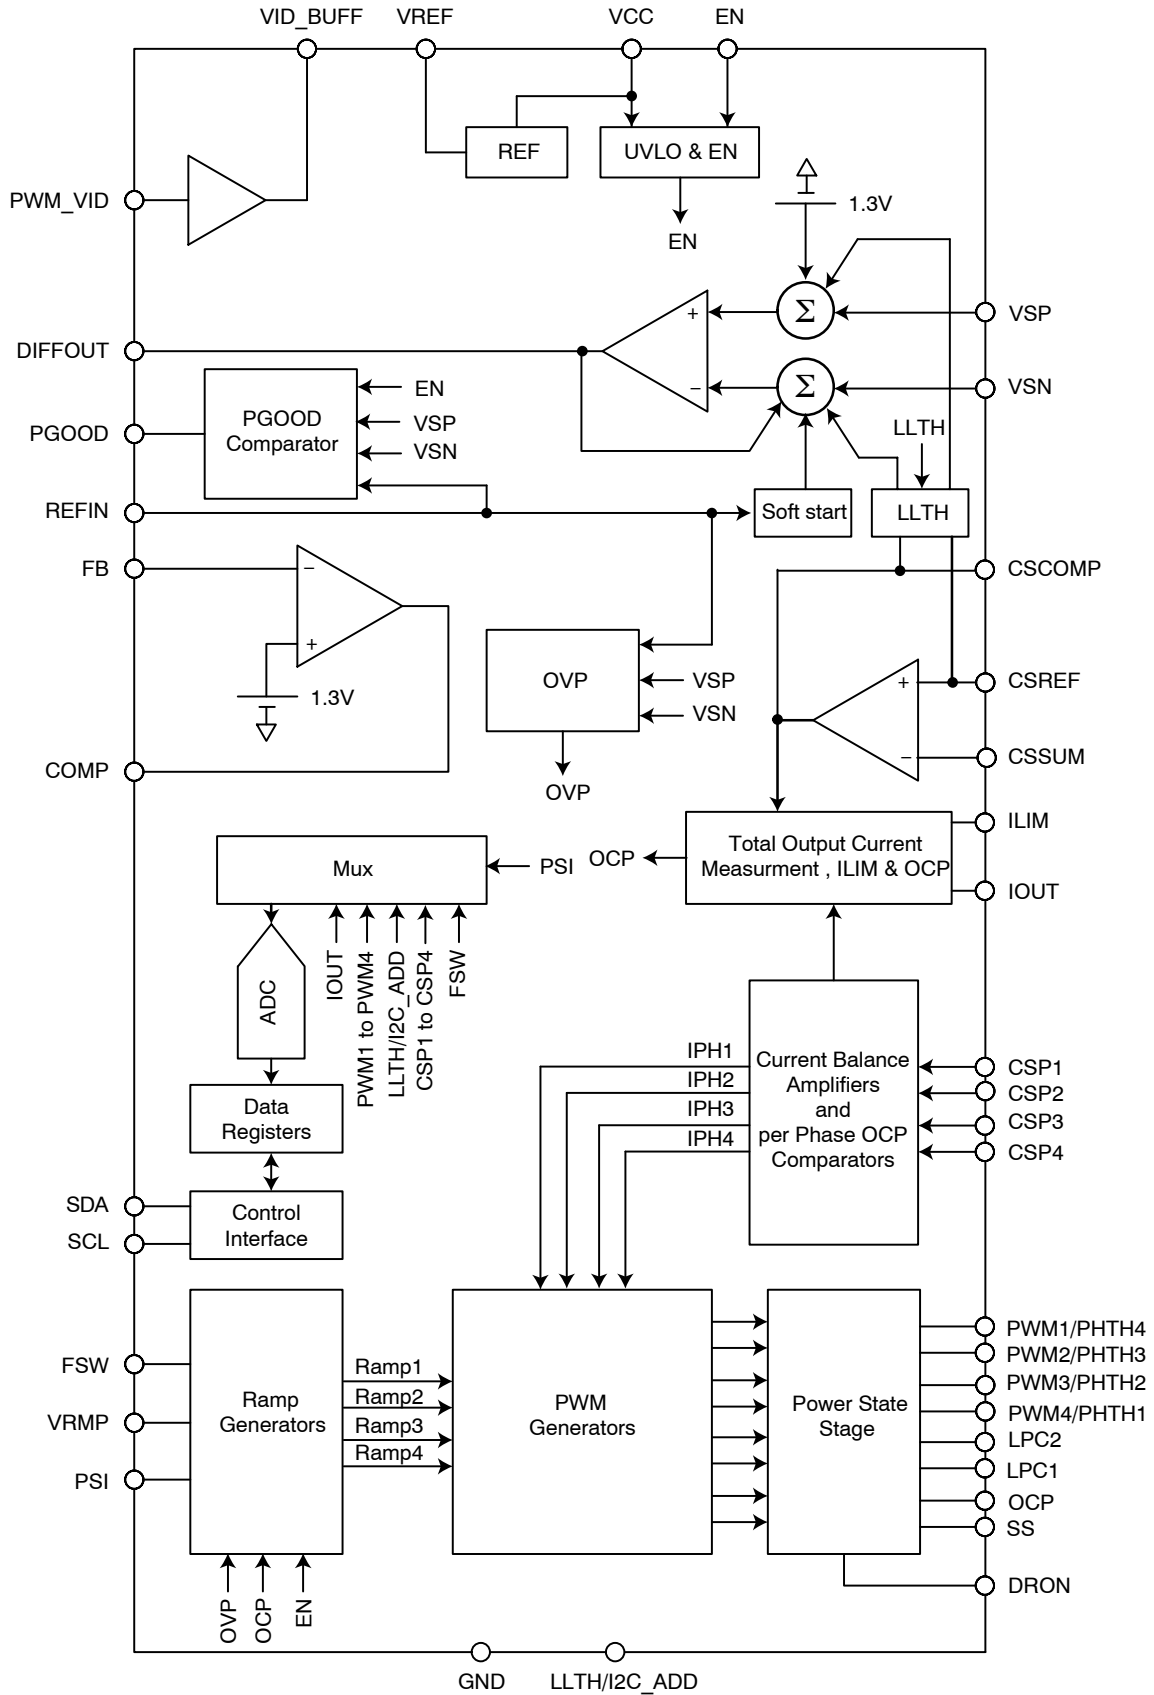 VID_BUFF VREF VCC EN
REF
UVLO & EN
EN
PWM_VID
1.3V
Σ
+
VSP
DIFFOUT
Σ
−
VSN
PGOOD
Comparator
EN
VSP
VSN
PGOOD
LLTH
REFIN
Soft start
LLTH
FB
−
+
1.3V
CSCOMP
OVP
VSP
VSN
OVP
+
−
CSREF
CSSUM
COMP
Total Output Current
Measurment , ILIM & OCP
OCP
ILIM
IOUT
Mux
PSI
IOUT
PWM1 to PWM4
LLTH/I2C_ADD
CSP1 to CSP4
FSW
ADC
Data
Registers
Control
Interface
SDA
SCL
IPH1
IPH2
IPH3
IPH4
Current Balance
Amplifiers
and
per Phase OCP
Comparators
CSP1
CSP2
CSP3
CSP4
FSW
VRMP
PSI
Ramp
Generators
Ramp1
Ramp2
Ramp3
Ramp4
PWM
Generators
Power State
Stage
PWM1/PHTH4
PWM2/PHTH3
PWM3/PHTH2
PWM4/PHTH1
LPC2
LPC1
OCP
SS
DRON
OVP
OCP
EN
GND LLTH/I2C_ADD